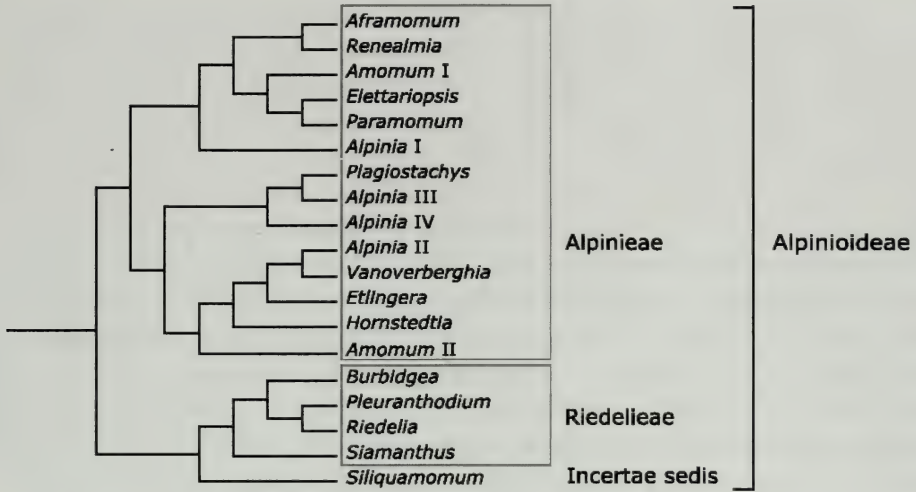 Aframomum
Renealmia
Amomum I
Elettariopsis
Paramomum
Alpinia I
Plagiostachys
Alpinia III
Alpinia IV
Alpinia II
Vanoverberghia
Etlingera
Hornstedtia
Amomum II
Burbidgea
Pleuranthodium
Riedelia
Siamanthus
Siliquamomum
Alpinieae
Riedelieae
Incertae sedis
Alpinioideae